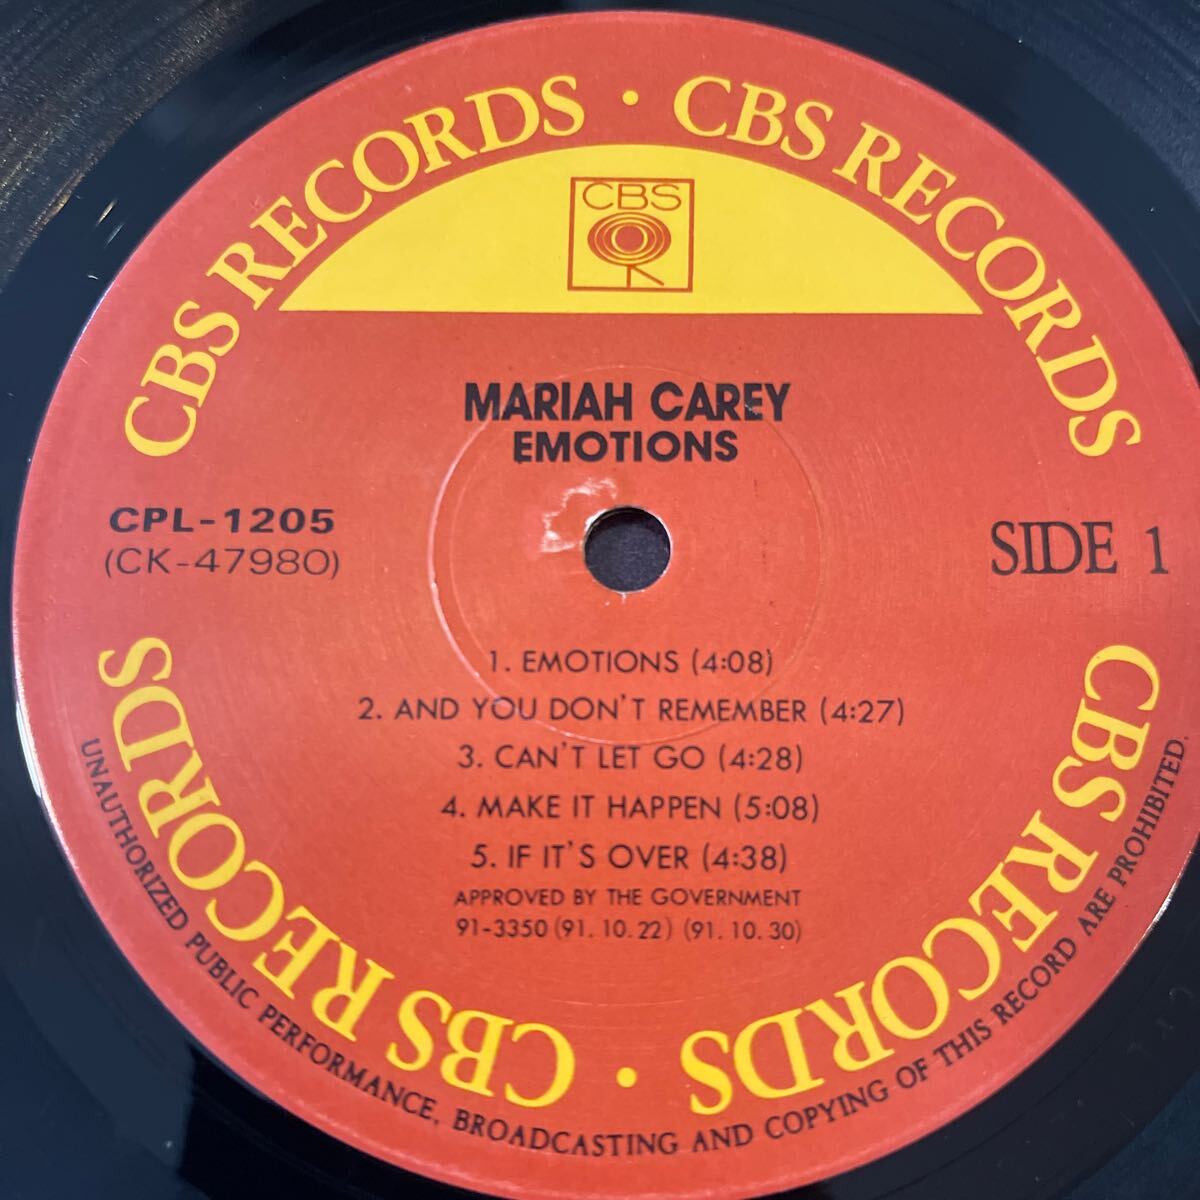 CBS RECORDS · CBS RECORDS
CBS
MARIAH CAREY
EMOTIONS
CPL-1205
(CK-47980)
SIDE 1
1. EMOTIONS (4:08)
2. AND YOU DON'T REMEMBER (4:27)
3. CAN'T LET GO (4:28)
4. MAKE IT HAPPEN (5:08)
5. IF IT'S OVER (4:38)
APPROVED BY THE GOVERNMENT
91-3350 (91. 10. 22) (91. 10. 30)
CBS RECORDS · CBS RECORDS
UNAUTHORIZED PUBLIC PERFORMANCE, BROADCASTING AND COPYING OF THIS RECORD ARE PROHIBITED.